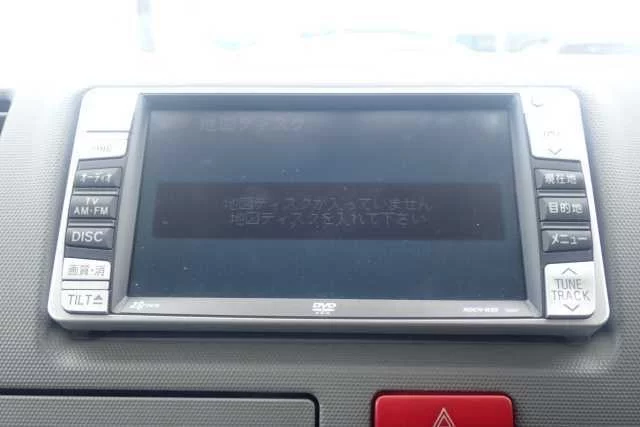 地図ディスク
地図ディスクが入っていません
地図ディスクを入れて下さい
オーディオ
TV
AM·FM
DISC
画質·消
TILT
現在地
目的地
メニュー
TUNE
TRACK
DVD